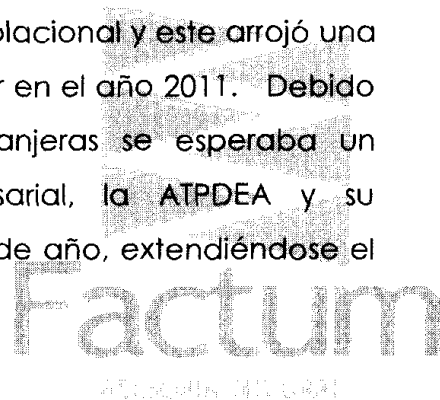 olacional y este arrojó una
r en el año 2011. Debido
anjeras se esperaba un
sarial, la ATPDEA y su
de año, extendiéndose el
Factum